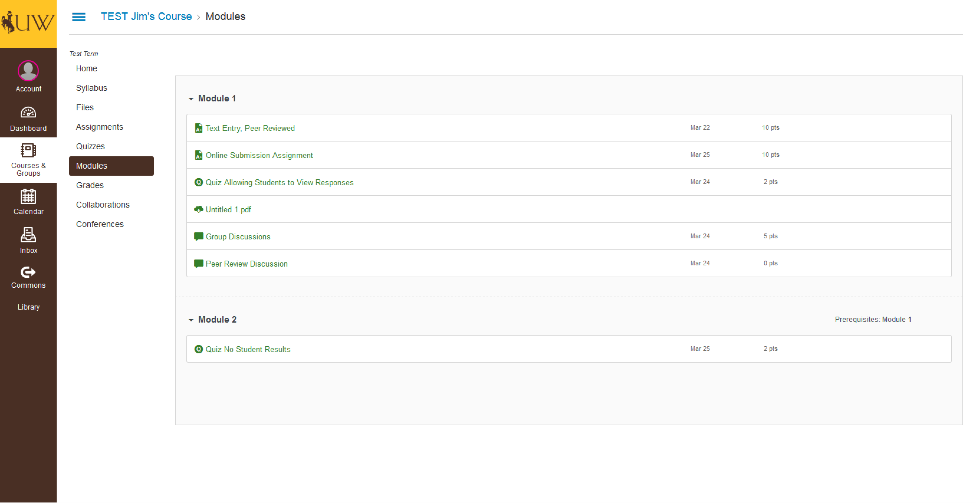 UW
TEST Jim's Course > Modules
Test Term
Account
Dashboard
Courses &
Groups
Calendar
Inbox
Commons
Library
Home
Syllabus
Files
Assignments
Quizzes
Modules
Grades
Collaborations
Conferences
Module 1
Text Entry, Peer Reviewed Mar 22 10 pts
Online Submission Assignment Mar 25 10 pts
Quiz Allowing Students to View Responses Mar 24 2 pts
Untitled 1.pdf
Group Discussions Mar 24 5 pts
Peer Review Discussion Mar 24 0 pts
Module 2 Prerequisites: Module 1
Quiz No Student Results Mar 25 2 pts